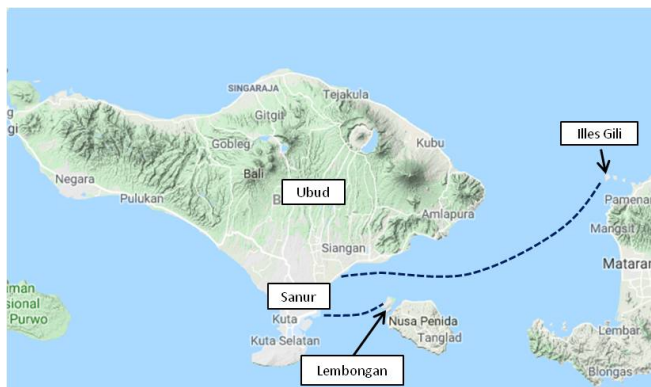 SINGARAJA
Tejakula
Gitgit
Gobleg
Kubu
Illes Gili
Bali
Ubud
Negara
Pulukan
Amlapura
Pamenan
Mangsit
Siangan
Mataram
Sanur
Kuta
Nusa Penida
Kuta Selatan
Tanglad
Purwo
Lembar
Blongas
Lembongan